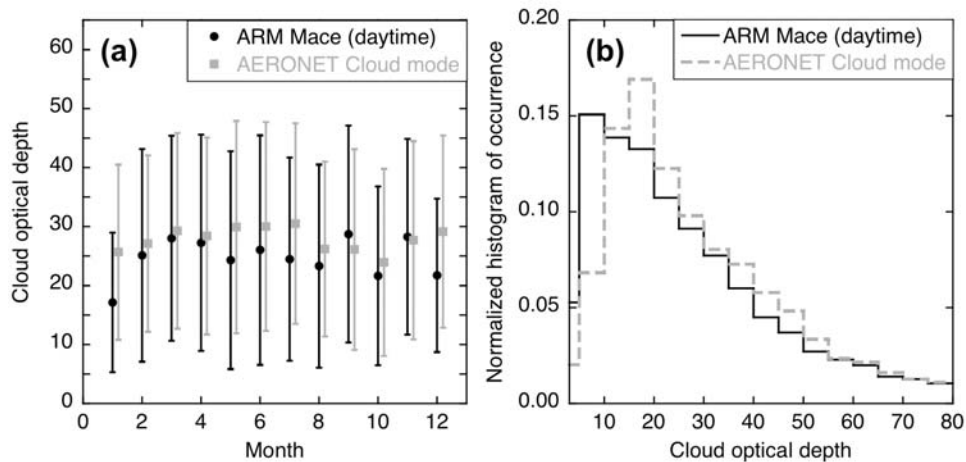 (a)
ARM Mace (daytime)
AERONET Cloud mode
Cloud optical depth
60
50
40
30
20
10
0
0 2 4 6 8 10 12
Month
(b)
ARM Mace (daytime)
AERONET Cloud mode
Normalized histogram of occurrence
0.20
0.15
0.10
0.05
0.00
10 20 30 40 50 60 70 80
Cloud optical depth